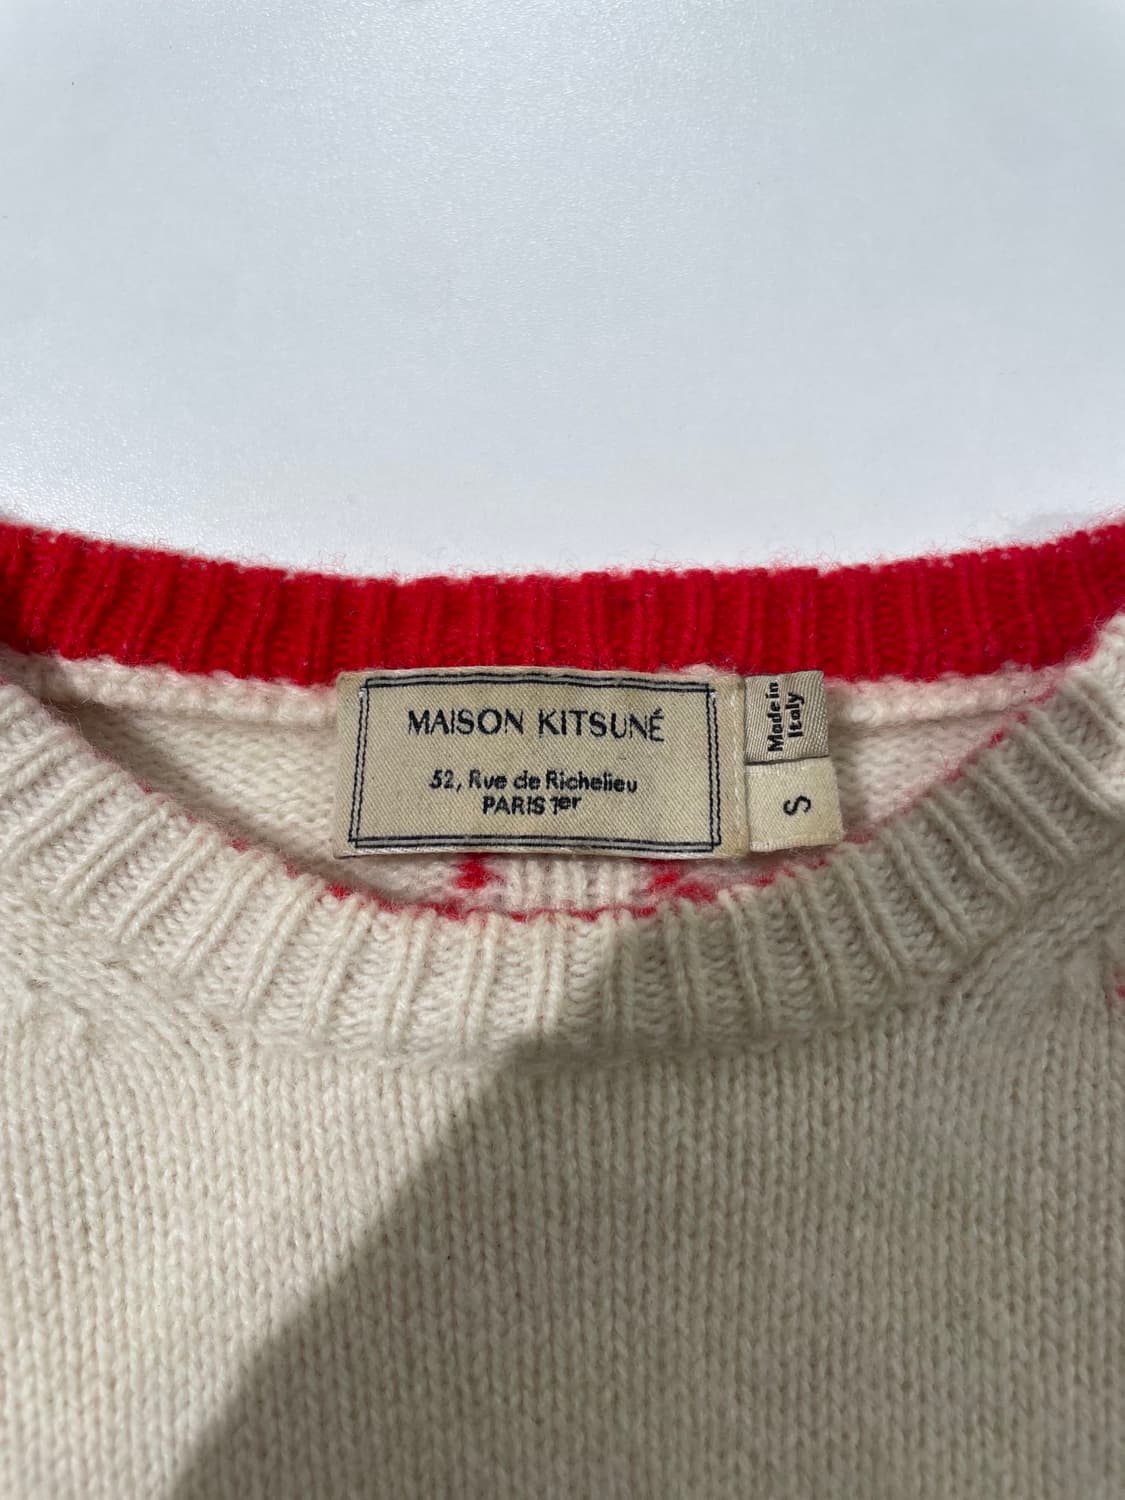 MAISON KITSUNÉ
52, Rue de Richelieu
PARIS 1er
Made in
Italy
S